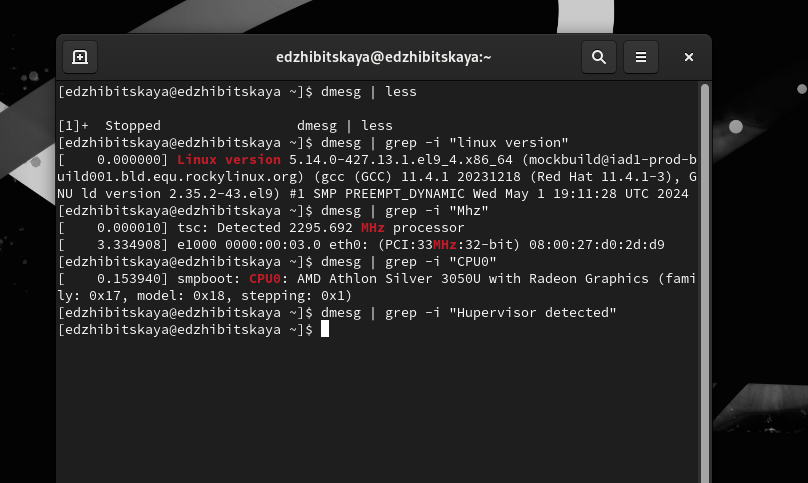 edzhibitskaya@edzhibitskaya:~
[edzhibitskaya@edzhibitskaya ~]$ dmesg | less
[1]+  Stopped                 dmesg | less
[edzhibitskaya@edzhibitskaya ~]$ dmesg | grep -i "linux version"
[    0.000000] Linux version 5.14.0-427.13.1.el9_4.x86_64 (mockbuild@iad1-prod-b
uild001.bld.equ.rockylinux.org) (gcc (GCC) 11.4.1 20231218 (Red Hat 11.4.1-3), G
NU ld version 2.35.2-43.el9) #1 SMP PREEMPT_DYNAMIC Wed May 1 19:11:28 UTC 2024
[edzhibitskaya@edzhibitskaya ~]$ dmesg | grep -i "Mhz"
[    0.000010] tsc: Detected 2295.692 MHz processor
[    3.334908] e1000 0000:00:03.0 eth0: (PCI:33MHz:32-bit) 08:00:27:d0:2d:d9
[edzhibitskaya@edzhibitskaya ~]$ dmesg | grep -i "CPU0"
[    0.153940] smpboot: CPU0: AMD Athlon Silver 3050U with Radeon Graphics (fami
ly: 0x17, model: 0x18, stepping: 0x1)
[edzhibitskaya@edzhibitskaya ~]$ dmesg | grep -i "Hupervisor detected"
[edzhibitskaya@edzhibitskaya ~]$